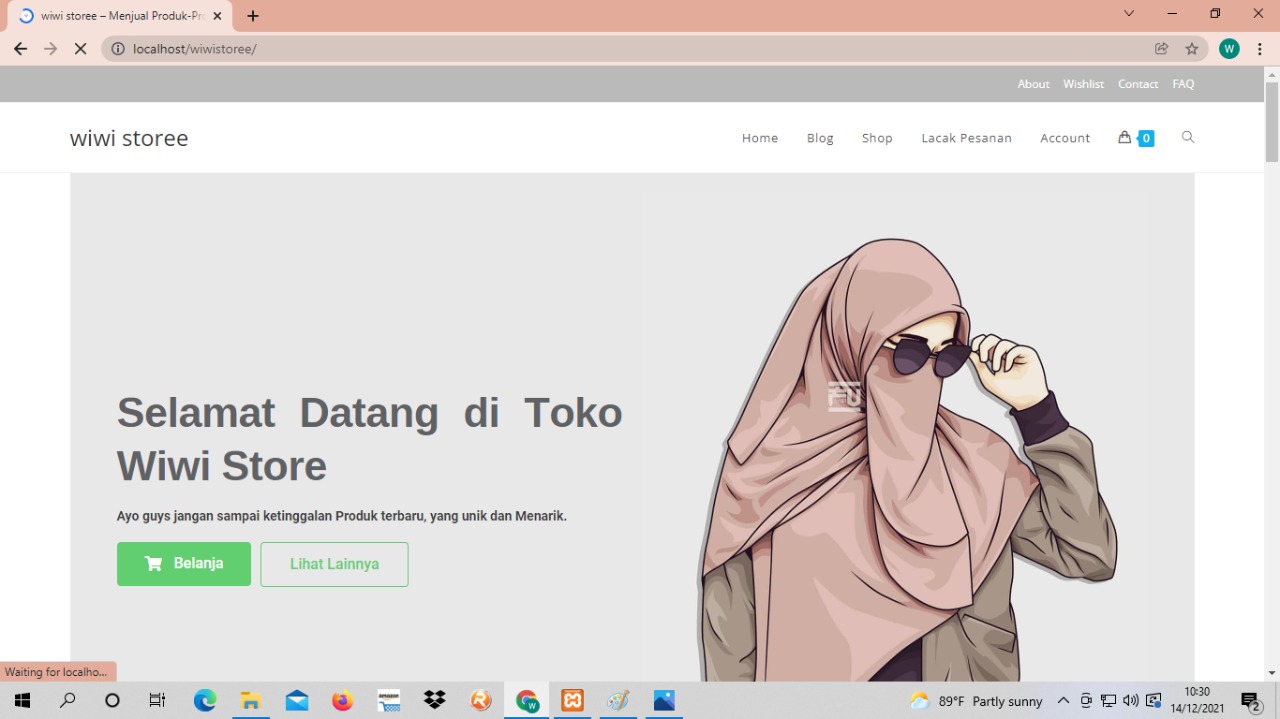 wiwi storee – Menjual Produk-Pro
localhost/wiwistoree/
W
About Wishlist Contact FAQ
wiwi storee
Home Blog Shop Lacak Pesanan Account 0
FU
Selamat Datang di Toko
Wiwi Store
Ayo guys jangan sampai ketinggalan Produk terbaru, yang unik dan Menarik.
Belanja
Lihat Lainnya
Waiting for localho...
89°F Partly sunny
10:30
14/12/2021
2